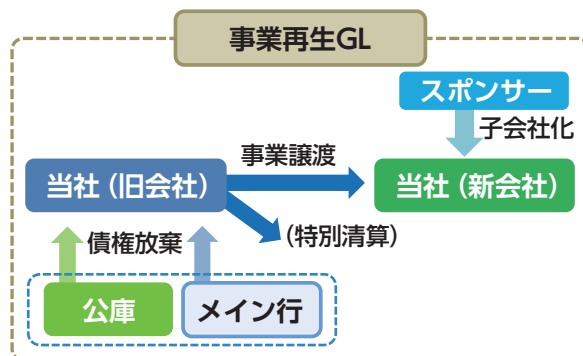 事業再生GL
スポンサー
子会社化
事業譲渡
当社（旧会社）
当社（新会社）
債権放棄
（特別清算）
公庫
メイン行